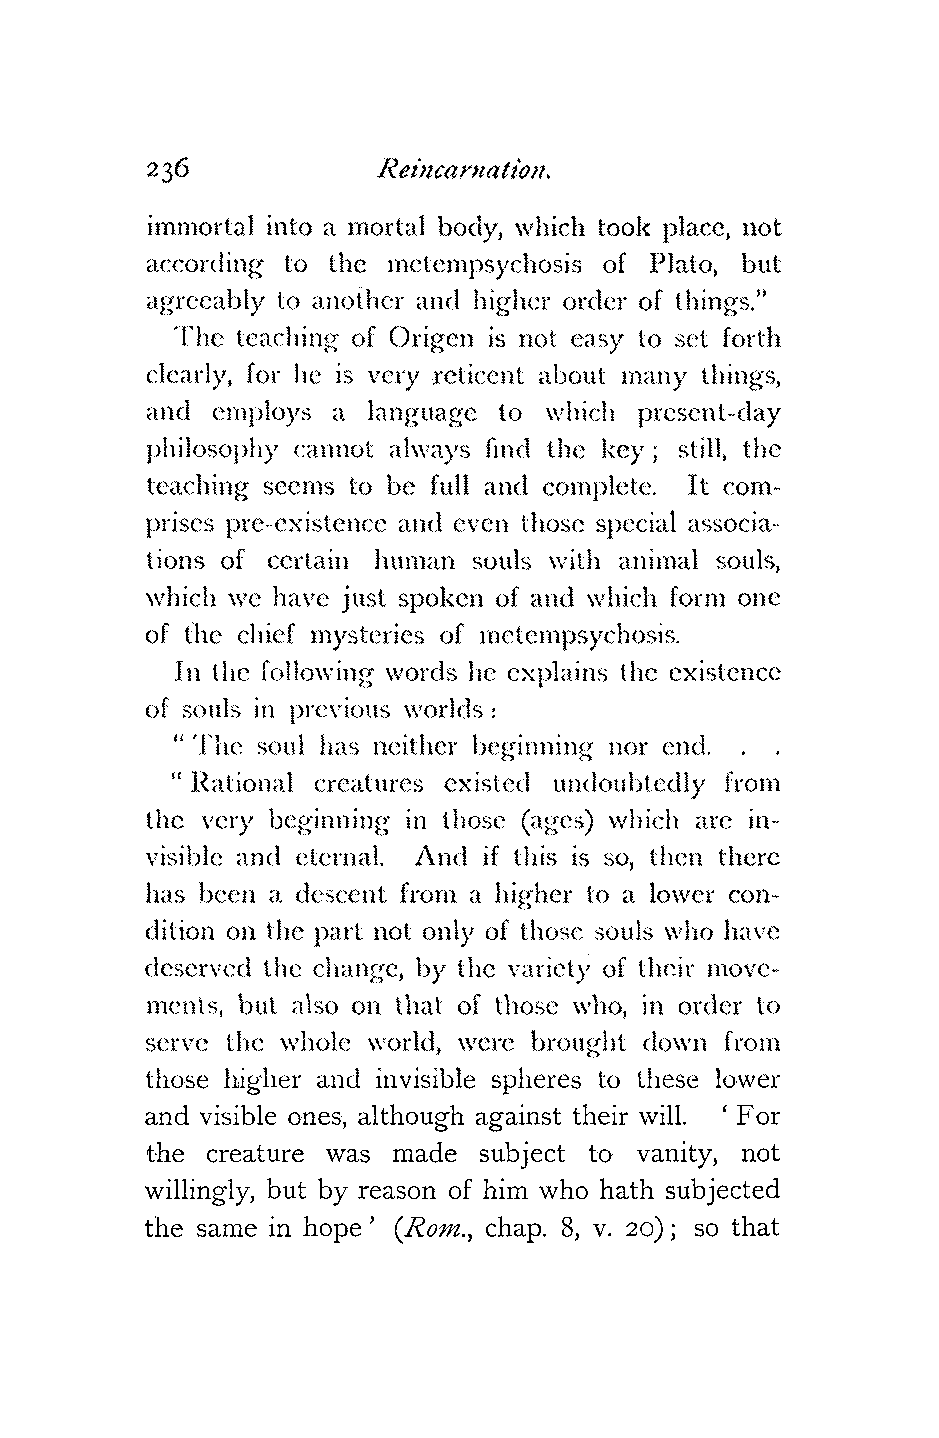 236 Reincarnation.
immortal into a mortal body, which took place, not
according to the metempsychosis of Plato, but
agreeably to another and higher order of things."
The teaching of Origen is not easy to set forth
clearly, for he is very reticent about many things,
and employs a language to which present-day
philosophy cannot always find the key; still, the
teaching seems to be full and complete. It com-
prises pre-existence and even those special associa-
tions of certain human souls with animal souls,
which we have just spoken of and which form one
of the chief mysteries of metempsychosis.
In the following words he explains the existence
of souls in previous worlds:
"The soul has neither beginning nor end. . .
"Rational creatures existed undoubtedly from
the very beginning in those (ages) which are in-
visible and eternal. And if this is so, then there
has been a descent from a higher to a lower con-
dition on the part not only of those souls who have
deserved the change, by the variety of their move-
ments, but also on that of those who, in order to
serve the whole world, were brought down from
those higher and invisible spheres to these lower
and visible ones, although against their will. 'For
the creature was made subject to vanity, not
willingly, but by reason of him who hath subjected
the same in hope' (Rom., chap. 8, v. 20); so that